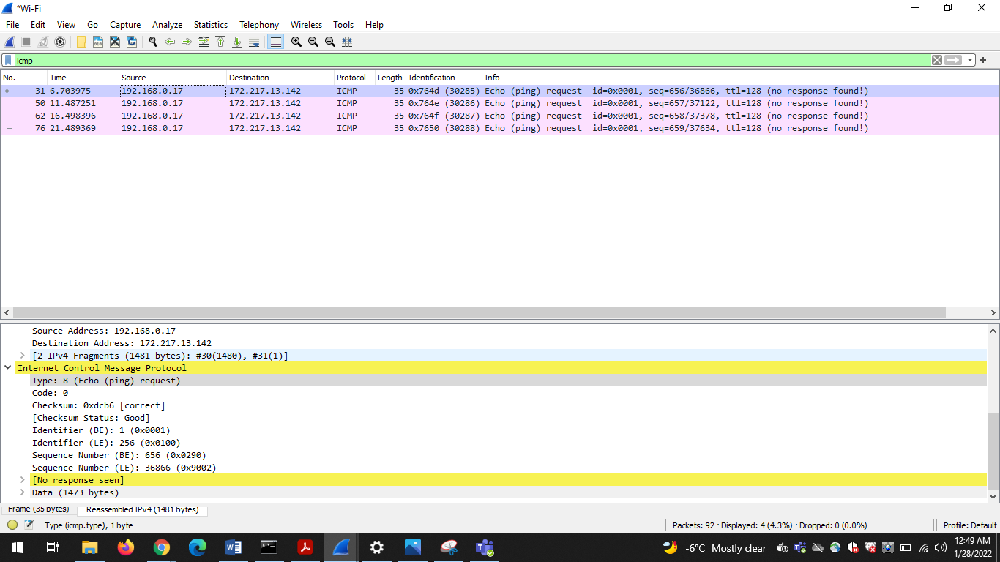 *Wi-Fi
File Edit View Go Capture Analyze Statistics Telephony Wireless Tools Help
icmp
No. Time Source Destination Protocol Length Identification Info
31 6.703975 192.168.0.17 172.217.13.142 ICMP 35 0x764d (30285) Echo (ping) request id=0x0001, seq=656/36866, ttl=128 (no response found!)
50 11.487251 192.168.0.17 172.217.13.142 ICMP 35 0x764e (30286) Echo (ping) request id=0x0001, seq=657/37122, ttl=128 (no response found!)
62 16.498396 192.168.0.17 172.217.13.142 ICMP 35 0x764f (30287) Echo (ping) request id=0x0001, seq=658/37378, ttl=128 (no response found!)
76 21.489369 192.168.0.17 172.217.13.142 ICMP 35 0x7650 (30288) Echo (ping) request id=0x0001, seq=659/37634, ttl=128 (no response found!)
Source Address: 192.168.0.17
Destination Address: 172.217.13.142
[2 IPv4 Fragments (1481 bytes): #30(1480), #31(1)]
Internet Control Message Protocol
Type: 8 (Echo (ping) request)
Code: 0
Checksum: 0xdcb6 [correct]
[Checksum Status: Good]
Identifier (BE): 1 (0x0001)
Identifier (LE): 256 (0x0100)
Sequence Number (BE): 656 (0x0290)
Sequence Number (LE): 36866 (0x9002)
[No response seen]
Data (1473 bytes)
Frame (35 bytes) Reassembled IPv4 (1481 bytes)
Type (icmp.type), 1 byte Packets: 92 · Displayed: 4 (4.3%) · Dropped: 0 (0.0%) Profile: Default
-6°C Mostly clear 12:49 AM
1/28/2022